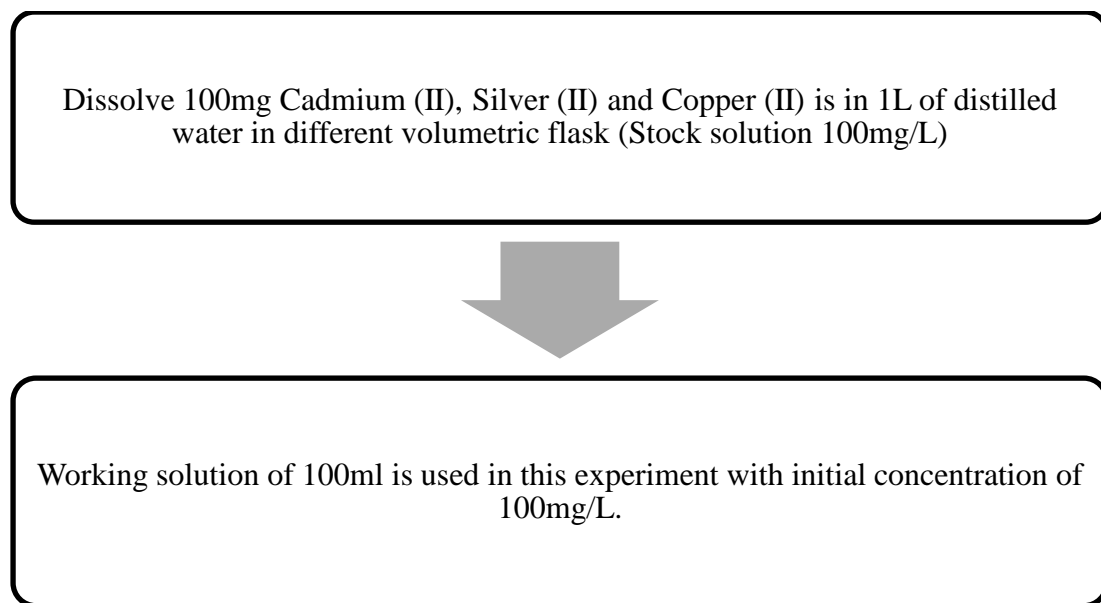 Dissolve 100mg Cadmium (II), Silver (II) and Copper (II) is in 1L of distilled
water in different volumetric flask (Stock solution 100mg/L)
Working solution of 100ml is used in this experiment with initial concentration of
100mg/L.